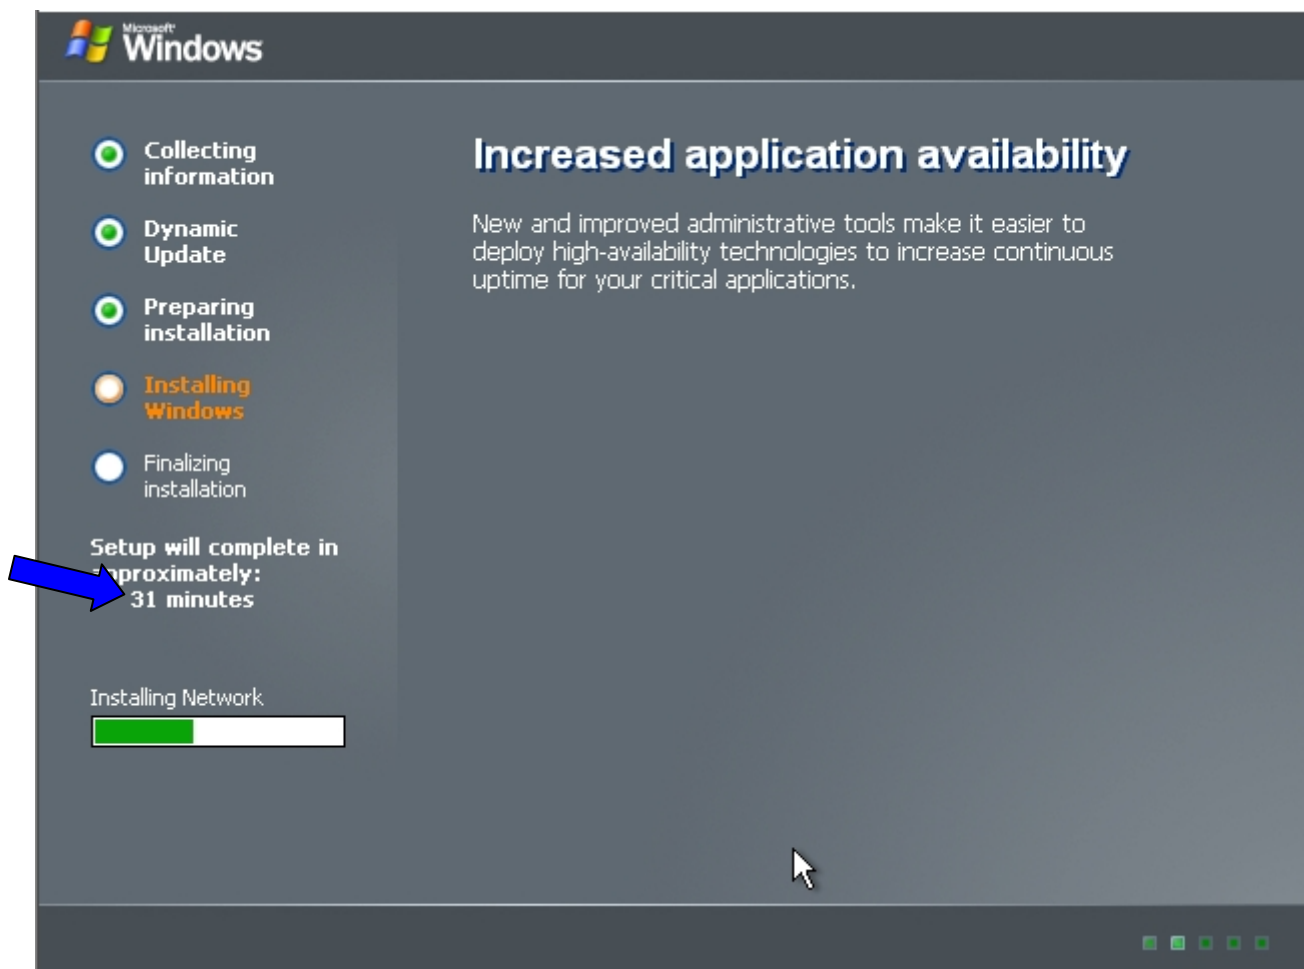 Microsoft
Windows
Collecting
information
Dynamic
Update
Preparing
installation
Installing
Windows
Finalizing
installation
Setup will complete in
approximately:
31 minutes
Installing Network
Increased application availability
New and improved administrative tools make it easier to
deploy high-availability technologies to increase continuous
uptime for your critical applications.